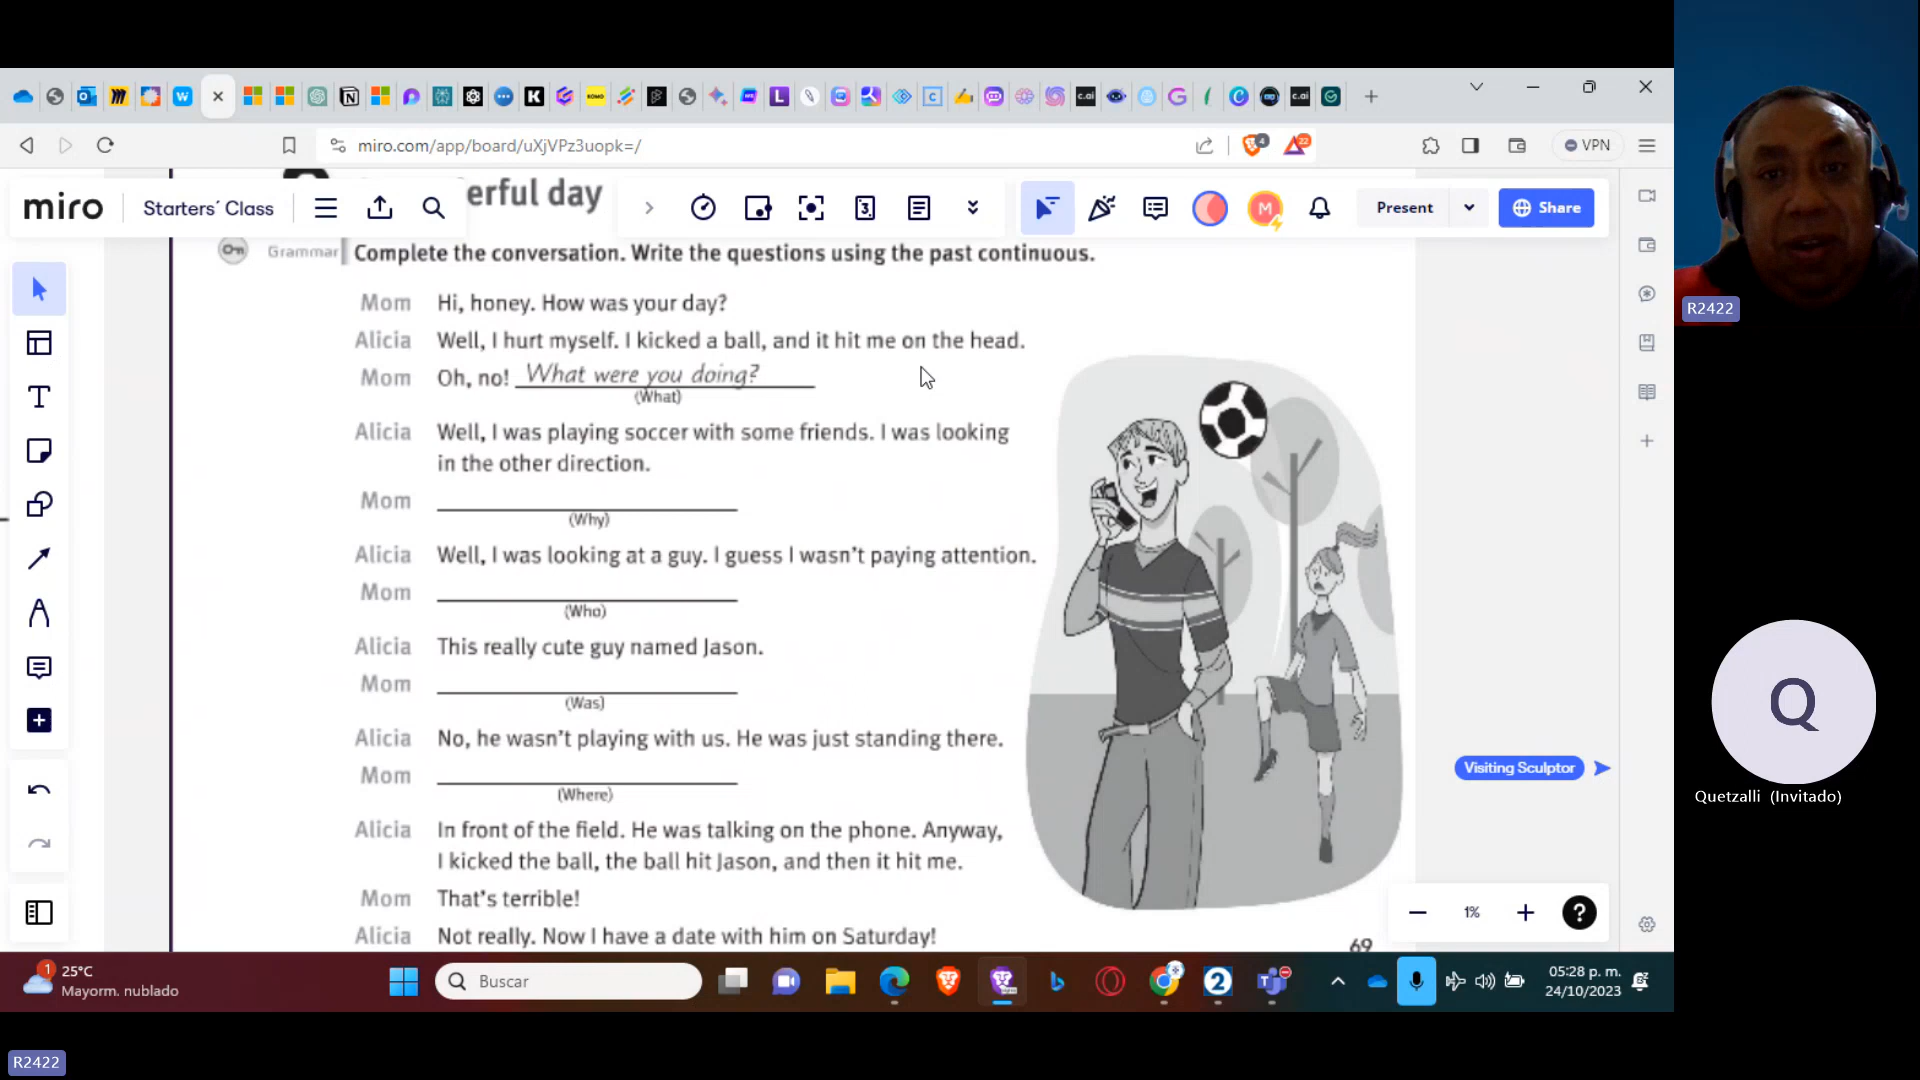 miro.com/app/board/uXjVPz3uopk=/
4
22
VPN
miro
Starters´ Class
erful day
3
M
Present
Share
Grammar
Complete the conversation. Write the questions using the past continuous.
Mom Hi, honey. How was your day?
Alicia Well, I hurt myself. I kicked a ball, and it hit me on the head.
Mom Oh, no! What were you doing?
(What)
Alicia Well, I was playing soccer with some friends. I was looking
in the other direction.
Mom
(Why)
Alicia Well, I was looking at a guy. I guess I wasn't paying attention.
Mom
(Who)
Alicia This really cute guy named Jason.
Mom
(Was)
Alicia No, he wasn't playing with us. He was just standing there.
Mom
(Where)
Alicia In front of the field. He was talking on the phone. Anyway,
I kicked the ball, the ball hit Jason, and then it hit me.
Mom That's terrible!
Alicia Not really. Now I have a date with him on Saturday!
69
Visiting Sculptor
1%
?
R2422
Q
Quetzalli (Invitado)
1
25°C
Mayorm. nublado
Buscar
05:28 p. m.
24/10/2023
R2422